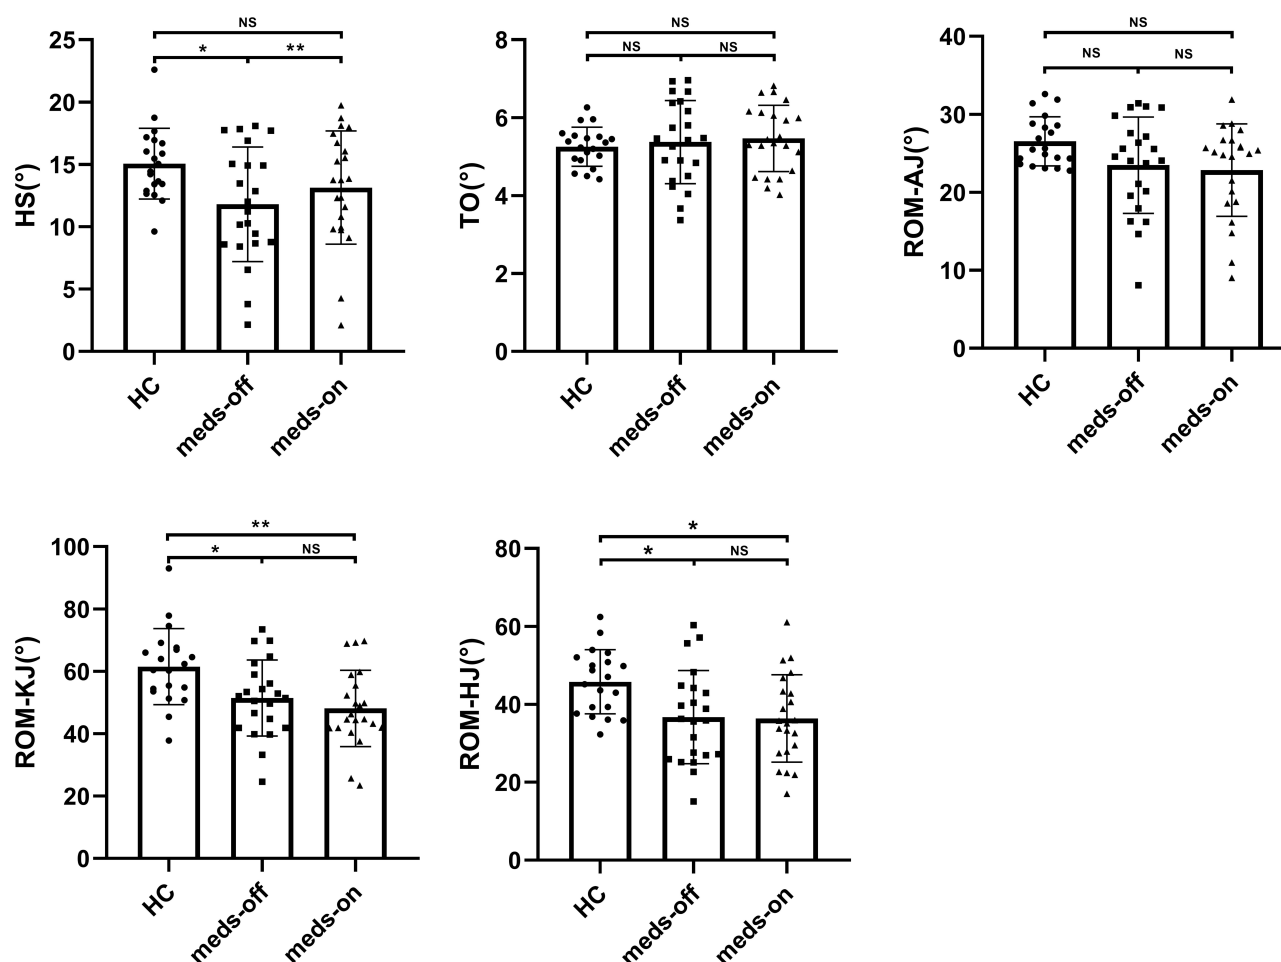 NS
* **
HS(°)
25
20
15
10
5
0
HC
meds-off
meds-on
NS
NS NS
TO(°)
8
6
4
2
0
HC
meds-off
meds-on
NS
NS NS
ROM-AJ(°)
40
30
20
10
0
HC
meds-off
meds-on
**
* NS
ROM-KJ(°)
100
80
60
40
20
0
HC
meds-off
meds-on
*
* NS
ROM-HJ(°)
80
60
40
20
0
HC
meds-off
meds-on